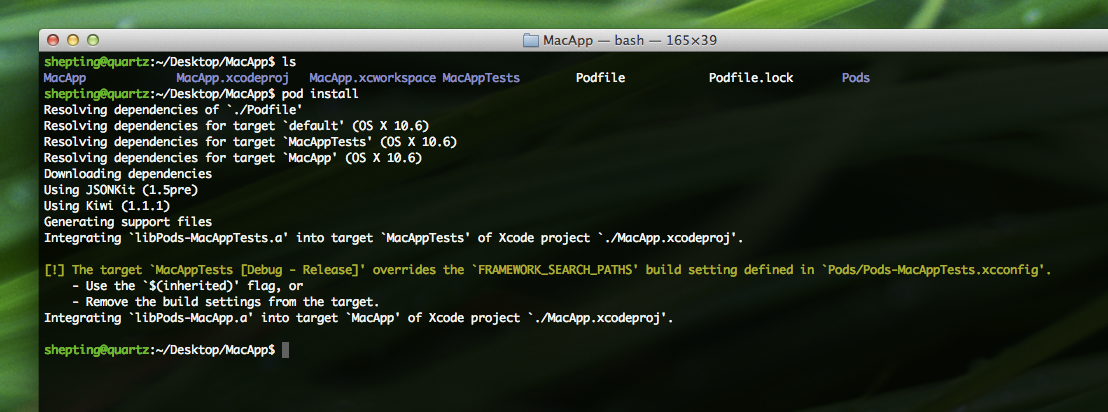 MacApp — bash — 165×39
shepting@quartz:~/Desktop/MacApp$ ls
MacApp MacApp.xcodeproj MacApp.xcworkspace MacAppTests Podfile Podfile.lock Pods
shepting@quartz:~/Desktop/MacApp$ pod install
Resolving dependencies of `./Podfile'
Resolving dependencies for target `default' (OS X 10.6)
Resolving dependencies for target `MacAppTests' (OS X 10.6)
Resolving dependencies for target `MacApp' (OS X 10.6)
Downloading dependencies
Using JSONKit (1.5pre)
Using Kiwi (1.1.1)
Generating support files
Integrating `libPods-MacAppTests.a' into target `MacAppTests' of Xcode project `./MacApp.xcodeproj'.
[!] The target `MacAppTests [Debug - Release]' overrides the `FRAMEWORK_SEARCH_PATHS' build setting defined in `Pods/Pods-MacAppTests.xcconfig'.
- Use the `$(inherited)' flag, or
- Remove the build settings from the target.
Integrating `libPods-MacApp.a' into target `MacApp' of Xcode project `./MacApp.xcodeproj'.
shepting@quartz:~/Desktop/MacApp$